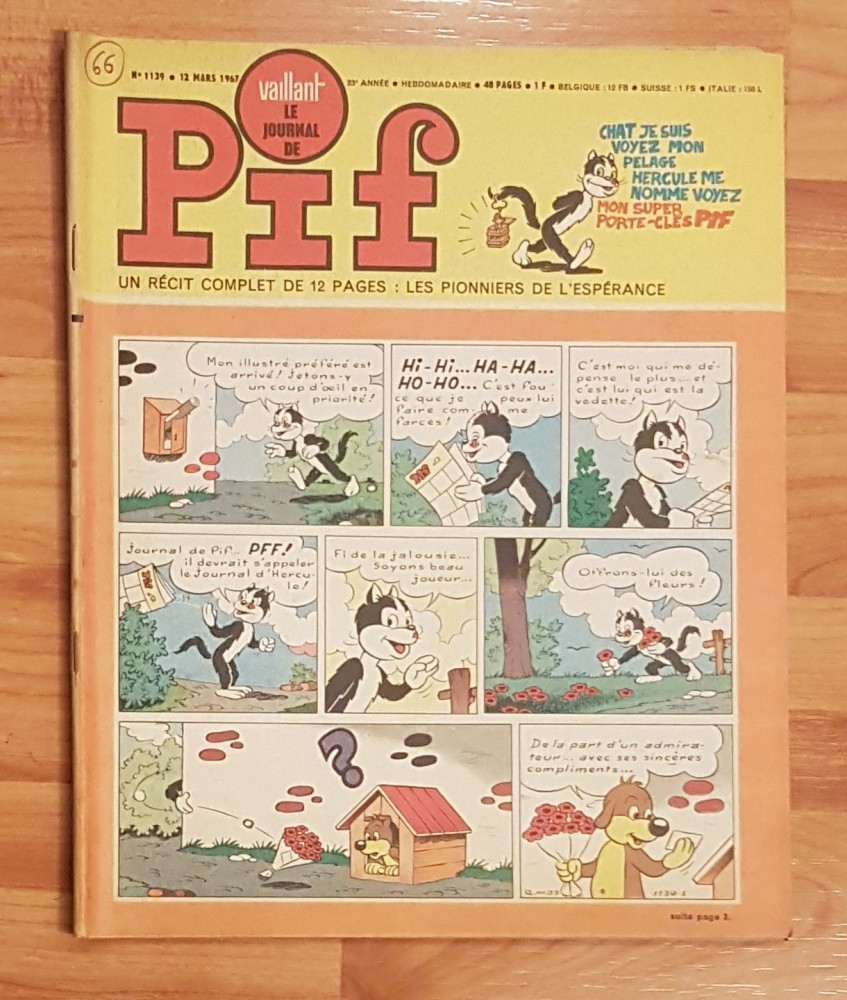 66
N° 1139 • 12 MARS 1967
23e ANNÉE • HEBDOMADAIRE • 48 PAGES • 1 F • BELGIQUE : 12 FB • SUISSE : 1 FS • ITALIE : 150 L
vaillant
LE
JOURNAL
DE
Pif
CHAT JE SUIS
VOYEZ MON
PELAGE
HERCULE ME
NOMME VOYEZ
MON SUPER
PORTE-CLÉS PIF
UN RÉCIT COMPLET DE 12 PAGES : LES PIONNIERS DE L'ESPÉRANCE
Mon illustré préféré est
arrivé! Jetons-y
un coup d'œil en
priorité!
Hi-Hi... HA-HA...
HO-HO... C'est fou
ce que je peux lui
faire comme
farces!
PIF
C'est moi qui me dé-
pense le plus... et
c'est lui qui est la
vedette!
Journal de Pif... PFF!
il devrait s'appeler
le Journal d'Hercu-
le!
Fi de la jalousie...
Soyons beau
joueur...
Offrons-lui des
fleurs!
?
De la part d'un admira-
teur... avec ses sincères
compliments...
suite page 2.